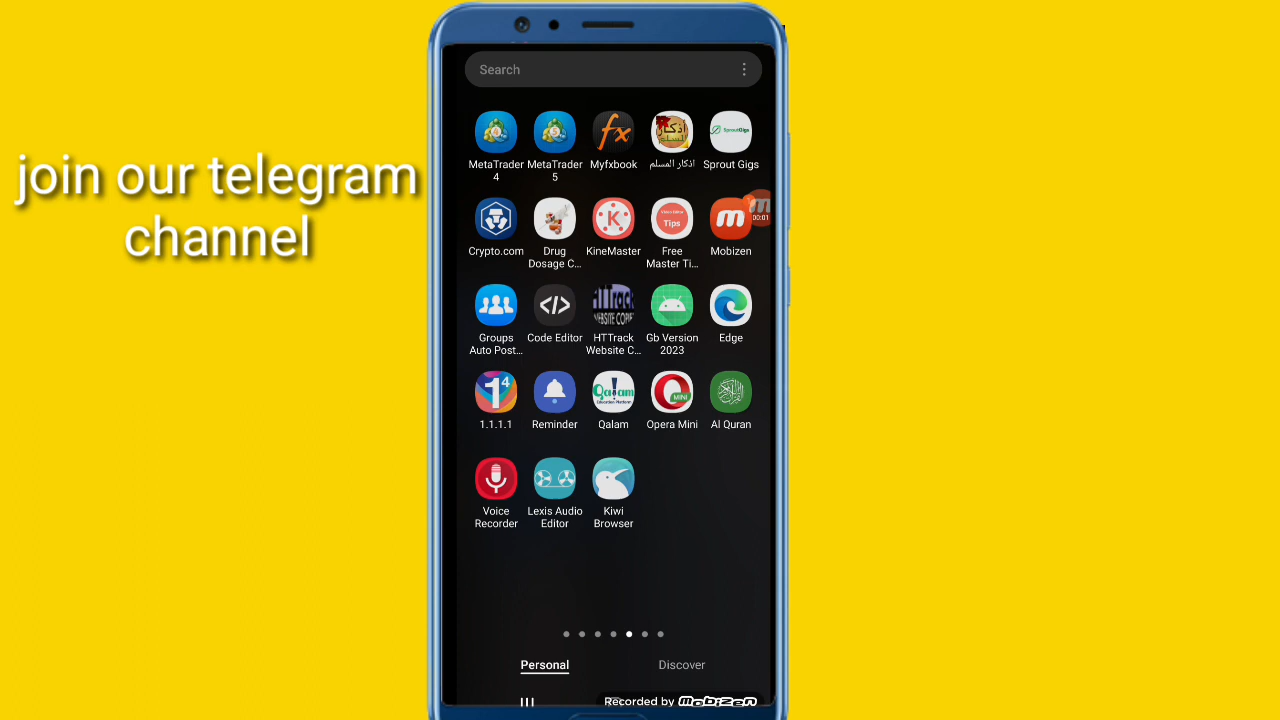 join our telegram
channel
Search
MetaTrader
4
MetaTrader
5
Myfxbook
اذكار المسلم
Sprout Gigs
00:01
Crypto.com
Drug
Dosage C...
KineMaster
Free
Master Ti...
Mobizen
Groups
Auto Post...
Code Editor
HTTrack
Website C...
Gb Version
2023
Edge
1.1.1.1
Reminder
Qalam
Opera Mini
Al Quran
Voice
Recorder
Lexis Audio
Editor
Kiwi
Browser
Personal
Discover
Recorded by Mobizen